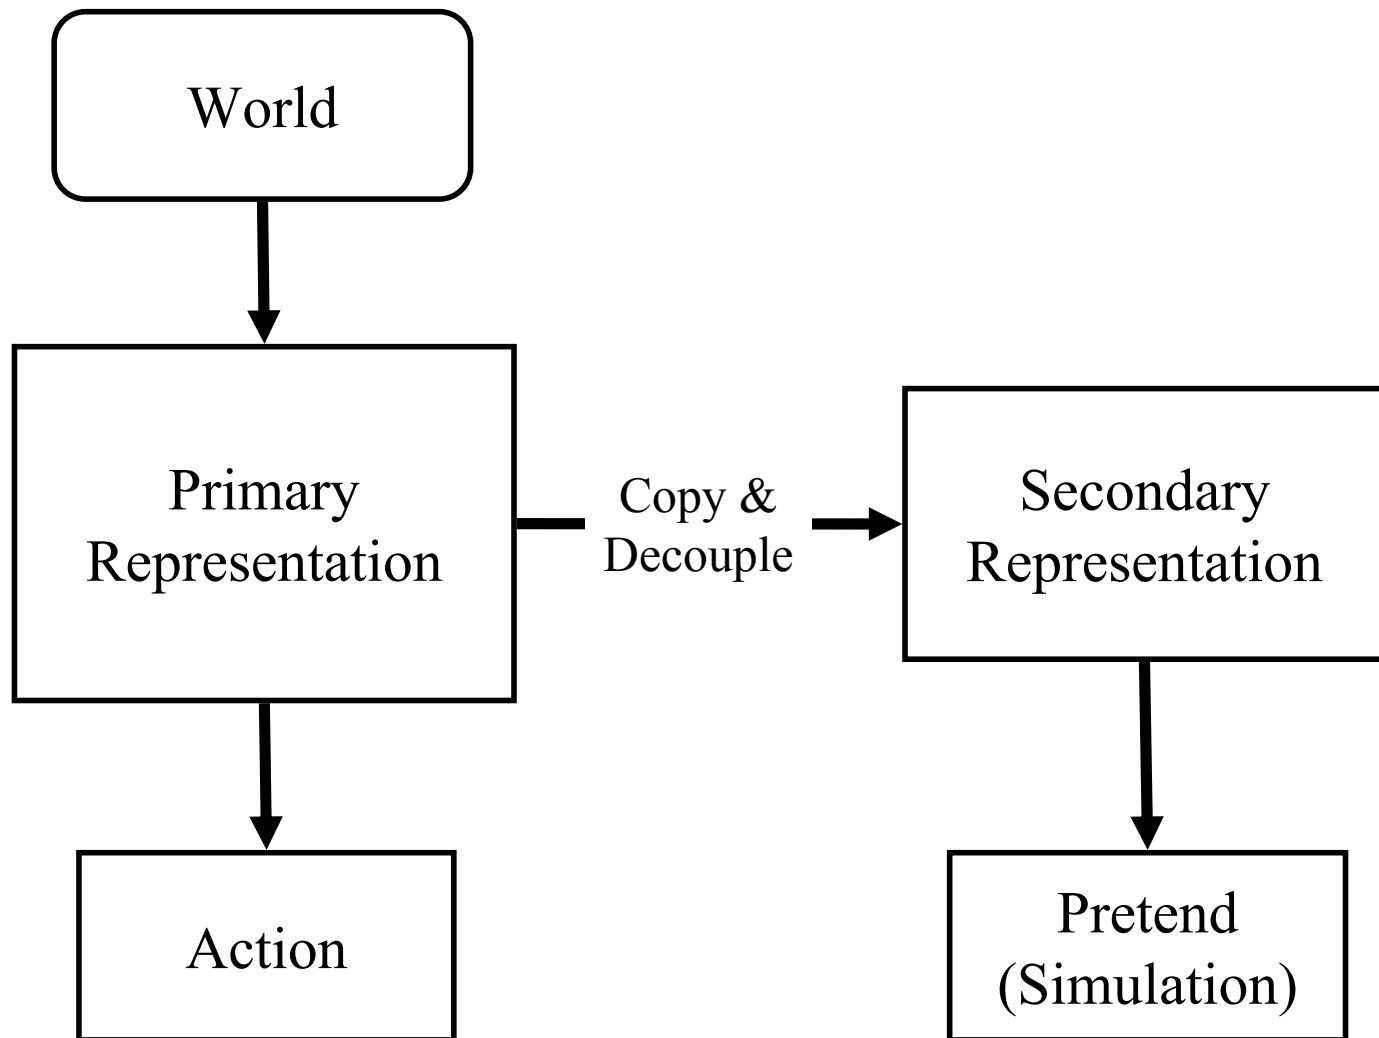 World
Primary
Representation
Copy &
Decouple
Secondary
Representation
Action
Pretend
(Simulation)